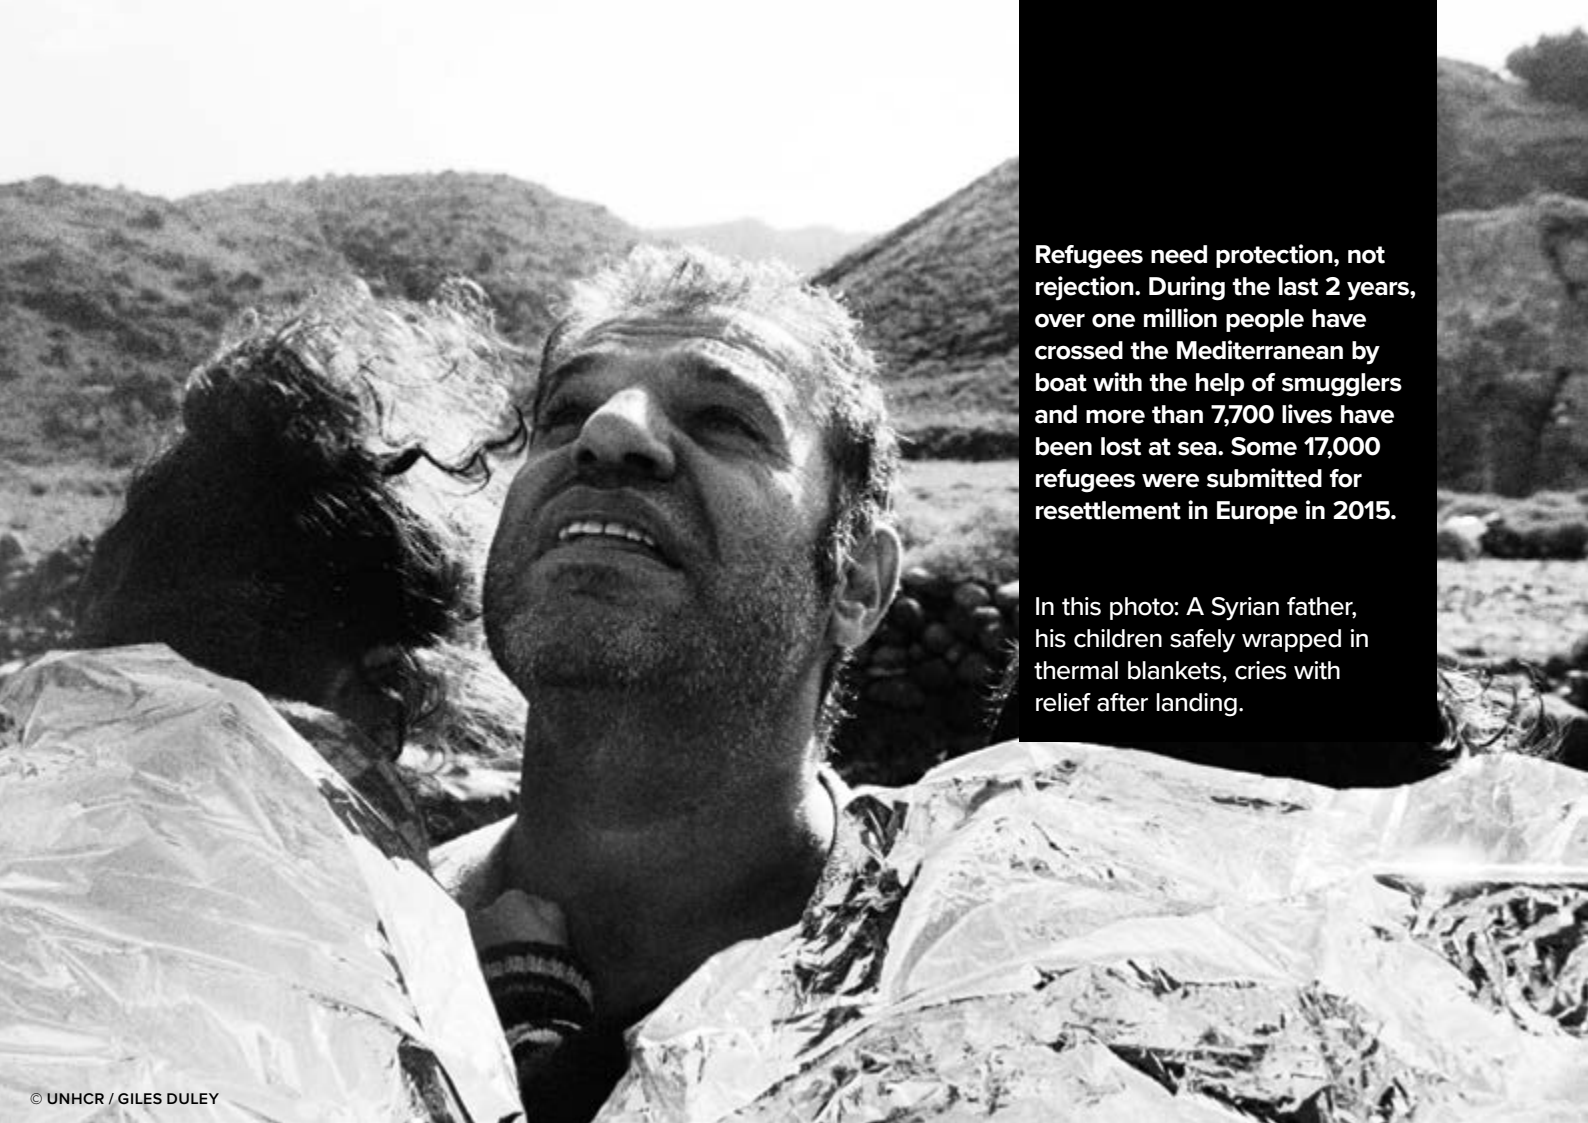 Refugees need protection, not
rejection. During the last 2 years,
over one million people have
crossed the Mediterranean by
boat with the help of smugglers
and more than 7,700 lives have
been lost at sea. Some 17,000
refugees were submitted for
resettlement in Europe in 2015.
In this photo: A Syrian father,
his children safely wrapped in
thermal blankets, cries with
relief after landing.
© UNHCR / GILES DULEY